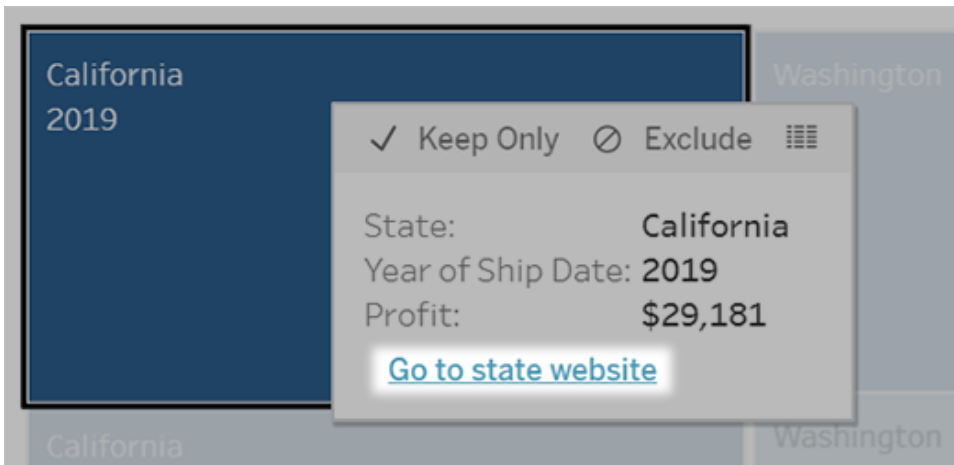 California
2019
Washington
Keep Only Exclude
State: California
Year of Ship Date: 2019
Profit: $29,181
Go to state website
California
Washington